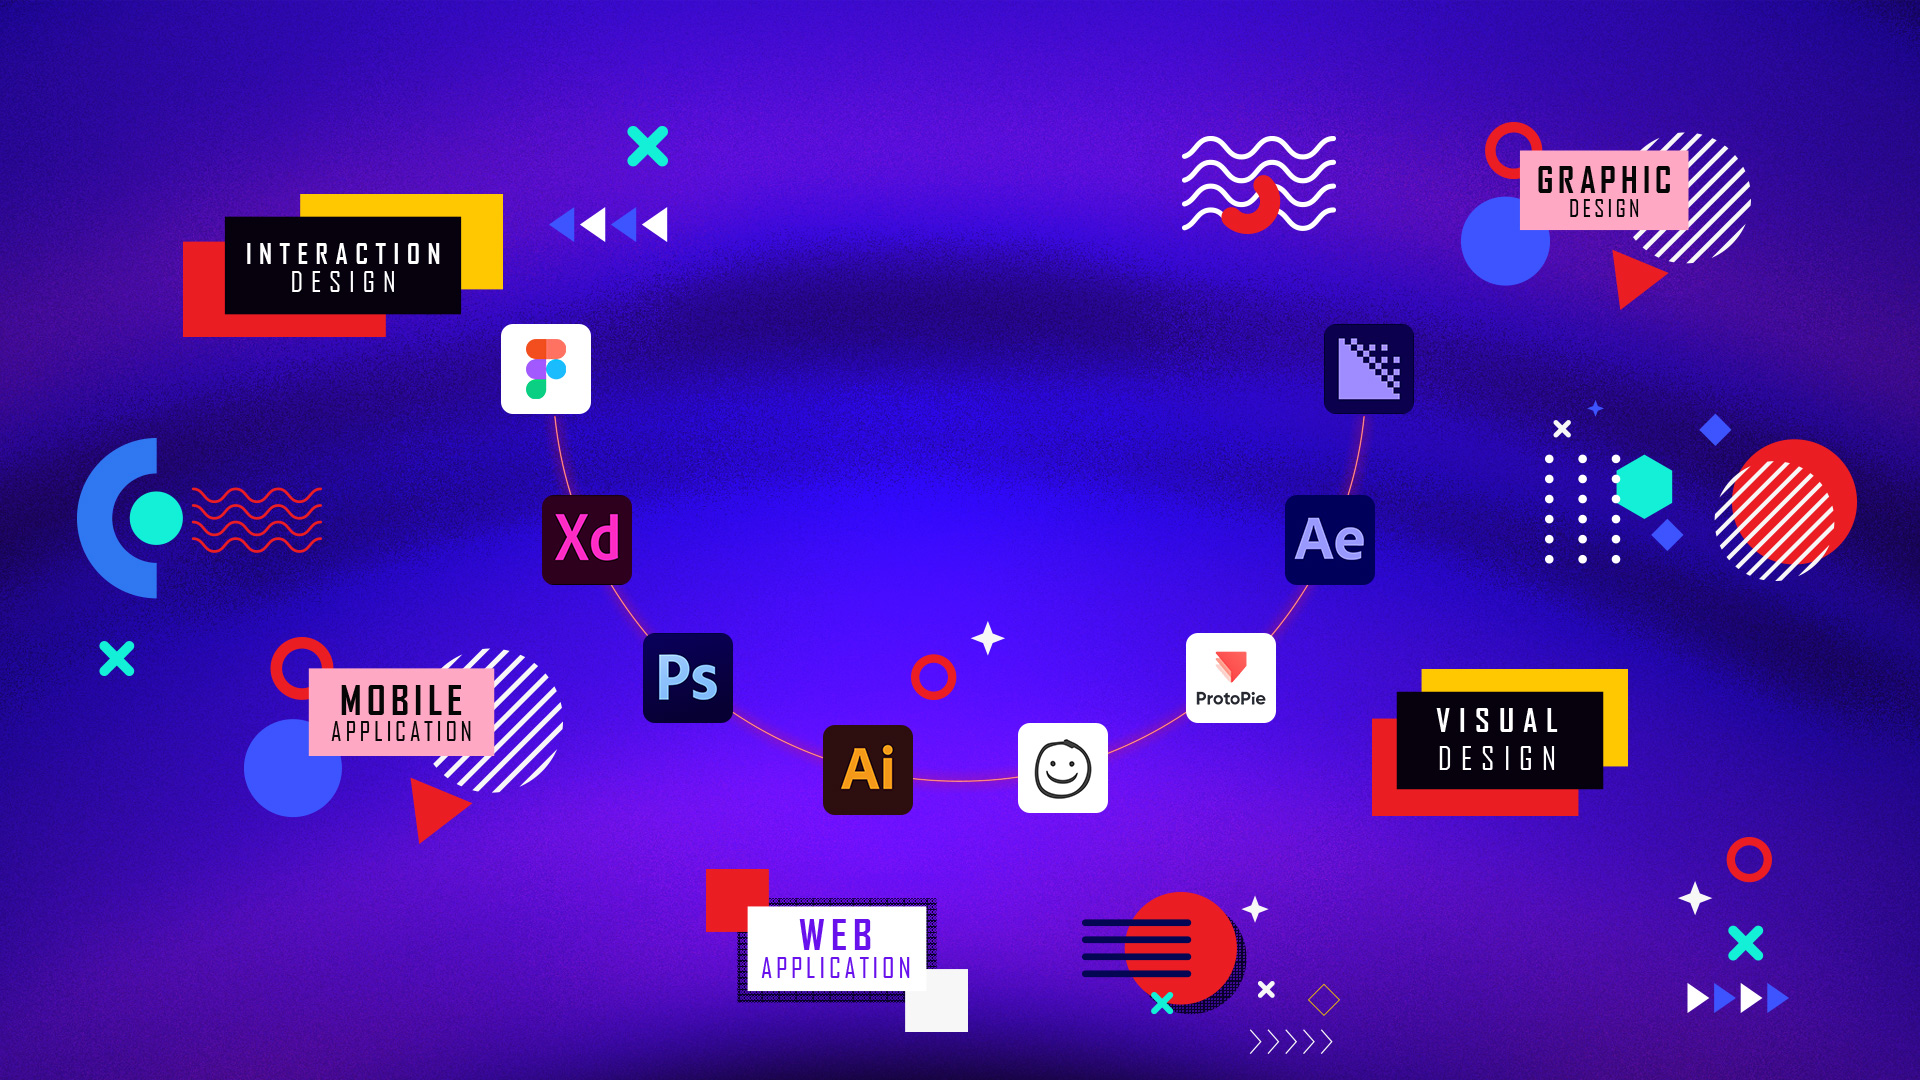 INTERACTION
DESIGN
GRAPHIC
DESIGN
Xd
Ae
Ps
ProtoPie
MOBILE
APPLICATION
Ai
VISUAL
DESIGN
WEB
APPLICATION